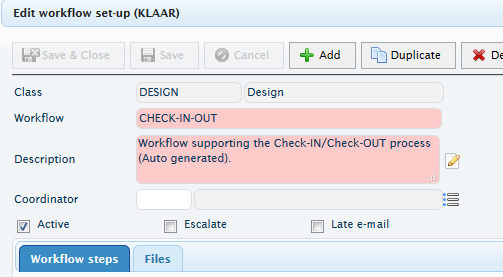 Edit workflow set-up (KLAAR)
Save & Close Save Cancel Add Duplicate
Class DESIGN Design
Workflow CHECK-IN-OUT
Description Workflow supporting the Check-IN/Check-OUT process
(Auto generated).
Coordinator
Active Escalate Late e-mail
Workflow steps Files